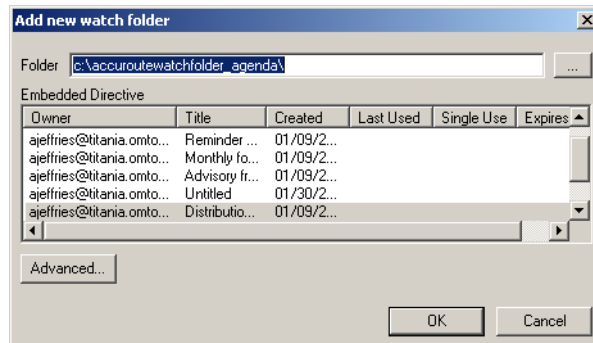 Add new watch folder
Folder c:\accuroutewatchfolder_agenda\ ...
Embedded Directive
Owner Title Created Last Used Single Use Expires
ajeffries@titania.omto... Reminder ... 01/09/2...
ajeffries@titania.omto... Monthly fo... 01/09/2...
ajeffries@titania.omto... Advisory fr... 01/09/2...
ajeffries@titania.omto... Untitled 01/30/2...
ajeffries@titania.omto... Distributio... 01/09/2...
Advanced...
OK Cancel